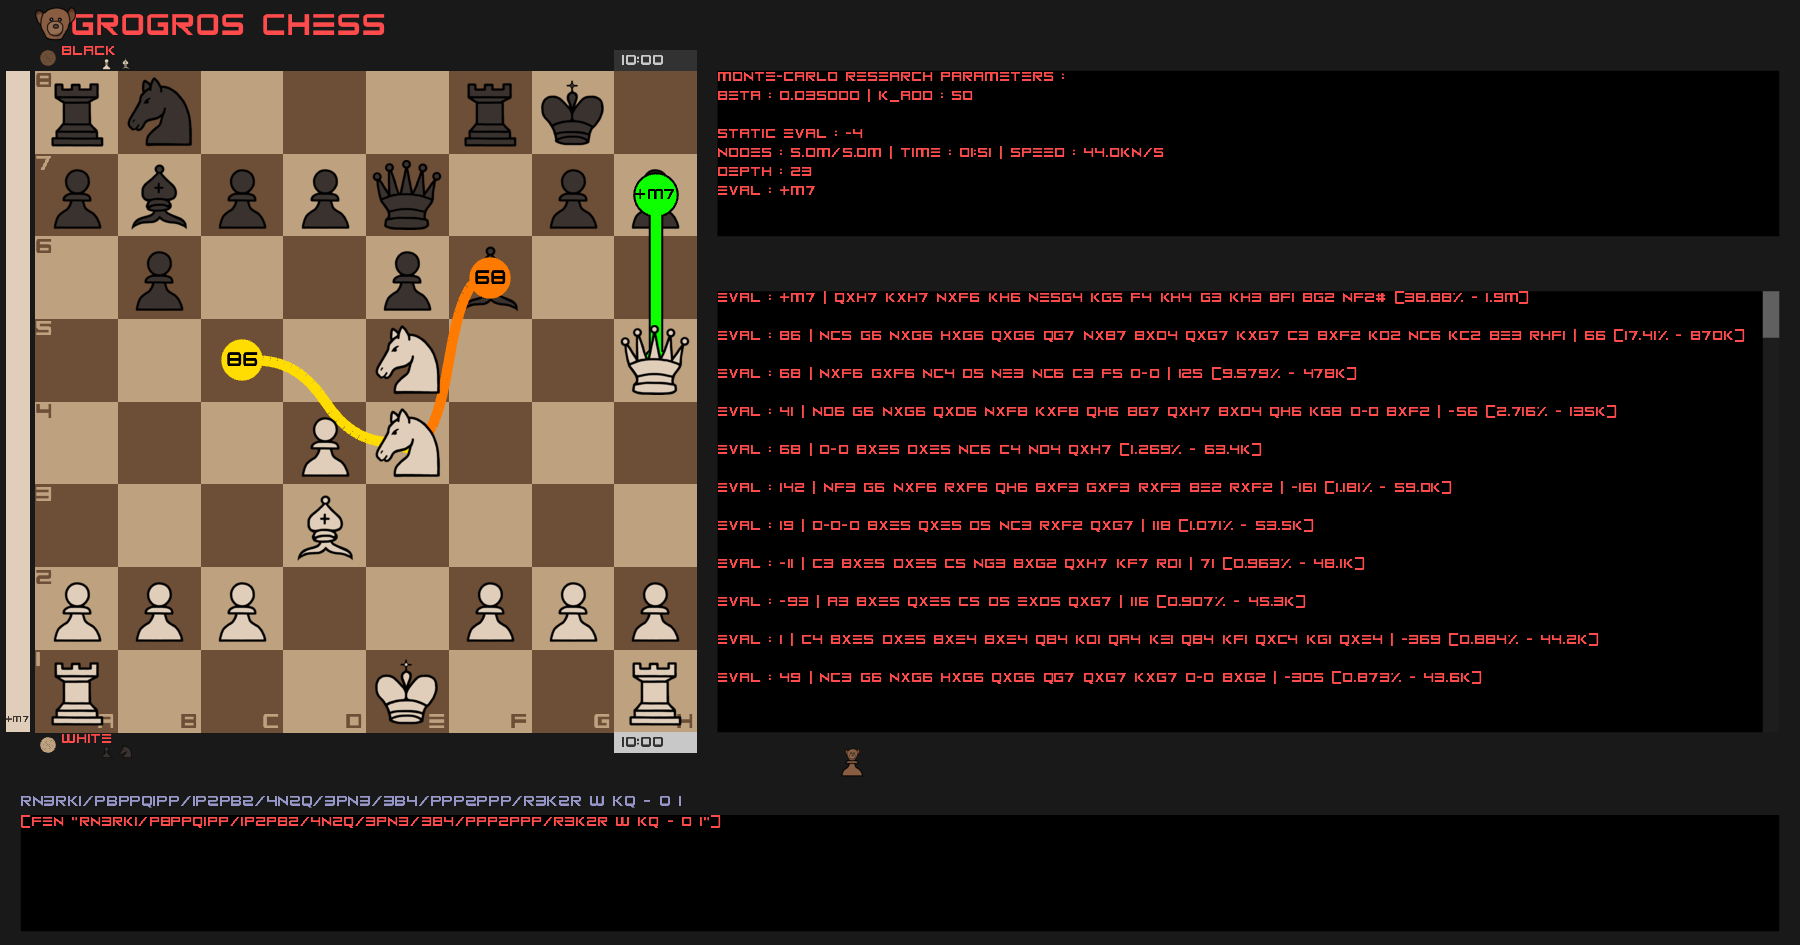 GROGROS CHESS
BLACK
10:00
8
7
6
5
4
3
2
1
A B C D E F G H
+M7
68
86
+M7
WHITE
10:00
MONTE-CARLO RESEARCH PARAMETERS :
BETA : 0.035000 | K_ADD : 50
STATIC EVAL : -4
NODES : 5.0M/5.0M | TIME : 01:51 | SPEED : 44.0KN/S
DEPTH : 23
EVAL : +M7
EVAL : +M7 | QXH7 KXH7 NXF6 KH6 NE5G4 KG5 F4 KH4 G3 KH3 BF1 BG2 NF2# [38.88% - 1.9M]
EVAL : 86 | NC5 G6 NXG6 HXG6 QXG6 QG7 NXB7 BXD4 QXG7 KXG7 C3 BXF2 KD2 NC6 KC2 BE3 RHF1 | 66 [17.41% - 870K]
EVAL : 68 | NXF6 GXF6 NC4 D5 NE3 NC6 C3 F5 O-O | 125 [9.579% - 478K]
EVAL : 41 | ND6 G6 NXG6 QXD6 NXF8 KXF8 QH6 BG7 QXH7 BXD4 QH6 KG8 O-O BXF2 | -56 [2.716% - 135K]
EVAL : 68 | O-O BXE5 DXE5 NC6 C4 ND4 QXH7 [1.269% - 63.4K]
EVAL : 142 | NF3 G6 NXF6 RXF6 QH6 BXF3 GXF3 RXF3 BE2 RXF2 | -161 [1.181% - 59.0K]
EVAL : 19 | O-O-O BXE5 QXE5 D5 NC3 RXF2 QXG7 | 118 [1.071% - 53.5K]
EVAL : -11 | C3 BXE5 DXE5 C5 NG3 BXG2 QXH7 KF7 RD1 | 71 [0.963% - 48.1K]
EVAL : -93 | A3 BXE5 QXE5 C5 D5 EXD5 QXG7 | 116 [0.907% - 45.3K]
EVAL : 1 | C4 BXE5 DXE5 BXE4 BXE4 QB4 KD1 QA4 KE1 QB4 KF1 QXC4 KG1 QXE4 | -369 [0.884% - 44.2K]
EVAL : 49 | NC3 G6 NXG6 HXG6 QXG6 QG7 QXG7 KXG7 O-O BXG2 | -305 [0.873% - 43.6K]
RN3RK1/PBPPQ1PP/1P2PB2/4N2Q/3PN3/3B4/PPP2PPP/R3K2R W KQ - 0 1
[FEN "RN3RK1/PBPPQ1PP/1P2PB2/4N2Q/3PN3/3B4/PPP2PPP/R3K2R W KQ - 0 1"]